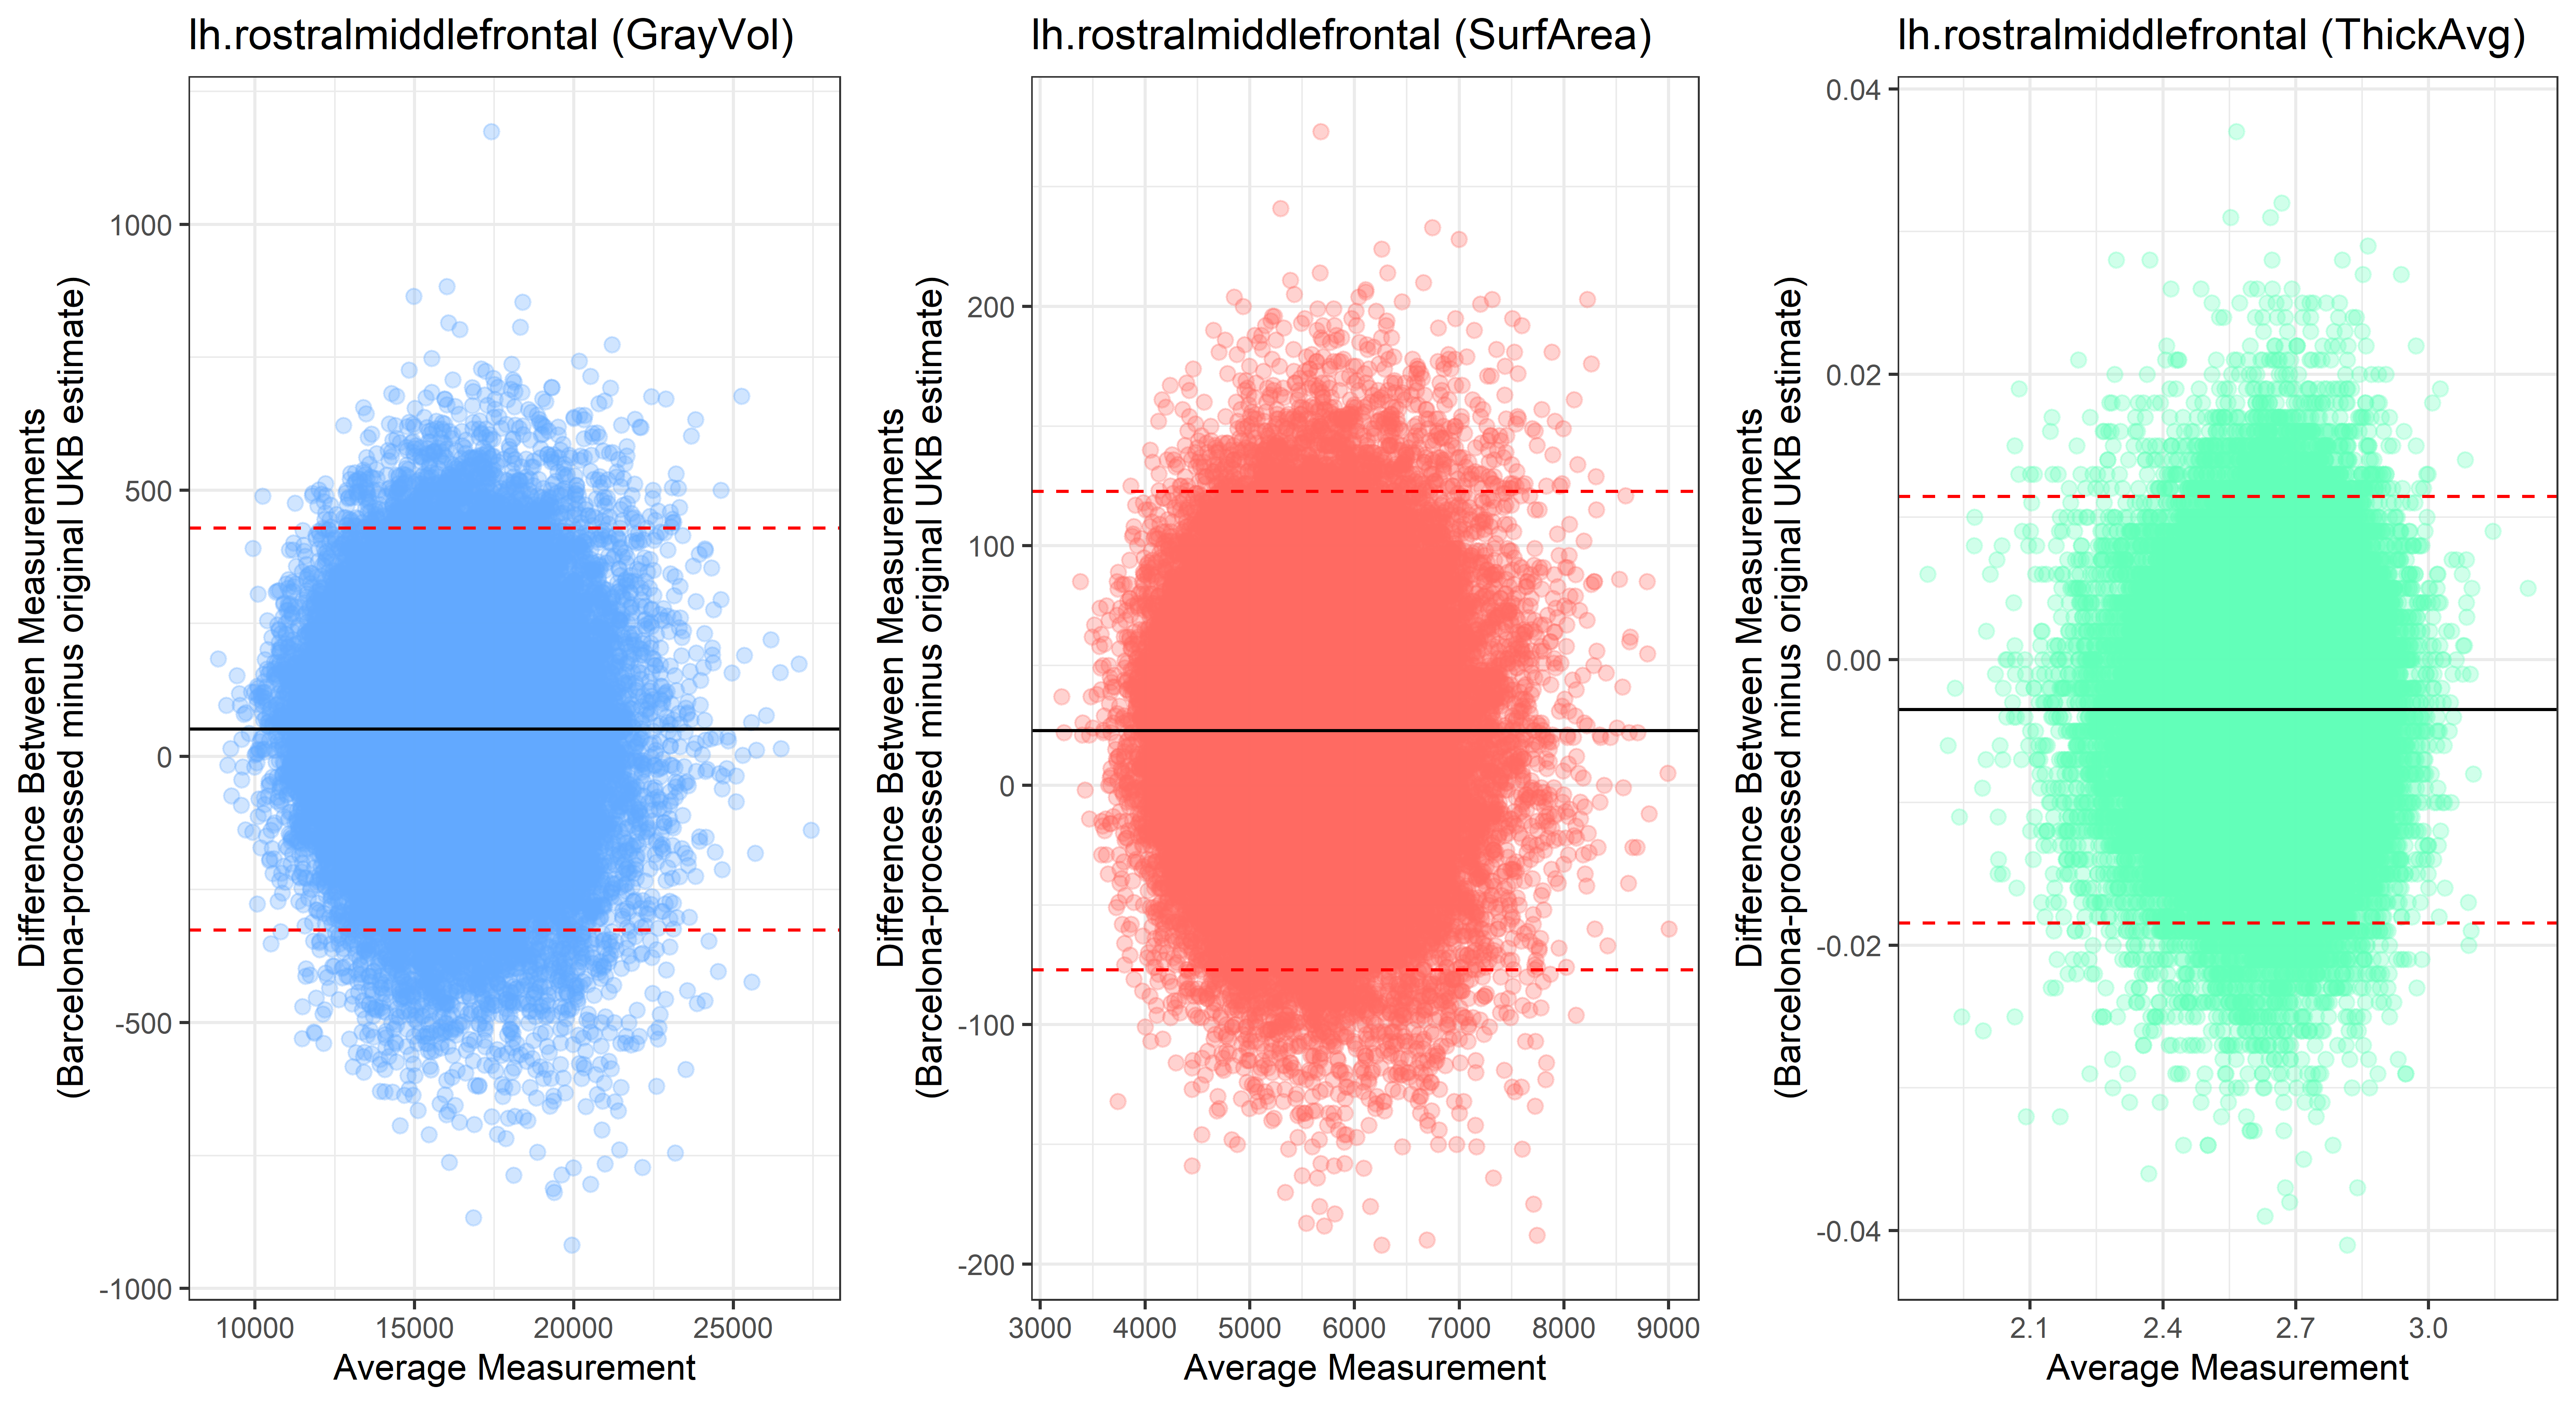 lh.rostralmiddlefrontal (GrayVol)
Difference Between Measurements
(Barcelona-processed minus original UKB estimate)
1000
500
0
-500
-1000
10000 15000 20000 25000
Average Measurement
lh.rostralmiddlefrontal (SurfArea)
Difference Between Measurements
(Barcelona-processed minus original UKB estimate)
200
100
0
-100
-200
3000 4000 5000 6000 7000 8000 9000
Average Measurement
lh.rostralmiddlefrontal (ThickAvg)
Difference Between Measurements
(Barcelona-processed minus original UKB estimate)
0.04
0.02
0.00
-0.02
-0.04
2.1 2.4 2.7 3.0
Average Measurement